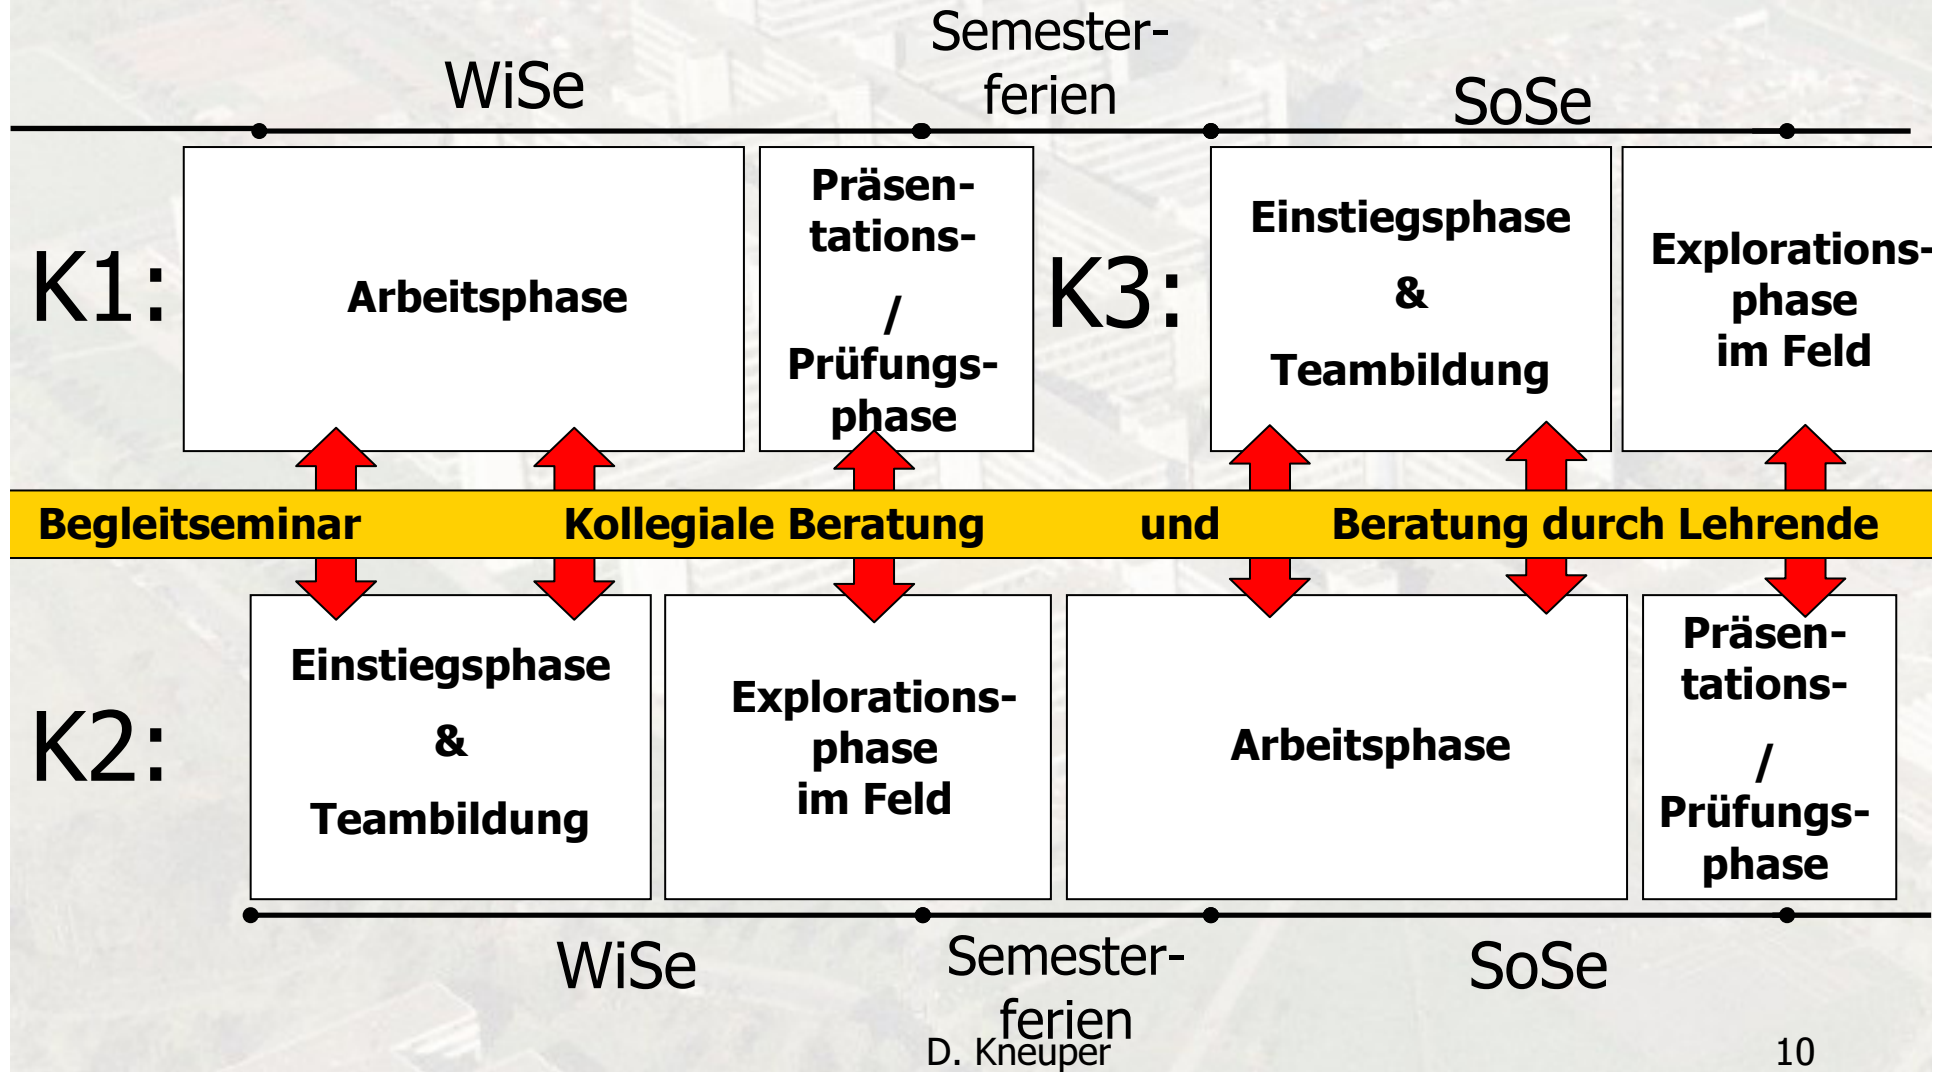 WiSe
Semester-
ferien
SoSe
K1:
Arbeitsphase
Präsen-
tations-
/
Prüfungs-
phase
K3:
Einstiegsphase
&
Teambildung
Explorations-
phase
im Feld
Begleitseminar Kollegiale Beratung und Beratung durch Lehrende
K2:
Einstiegsphase
&
Teambildung
Explorations-
phase
im Feld
Arbeitsphase
Präsen-
tations-
/
Prüfungs-
phase
WiSe
Semester-
ferien
SoSe
D. Kneuper
10